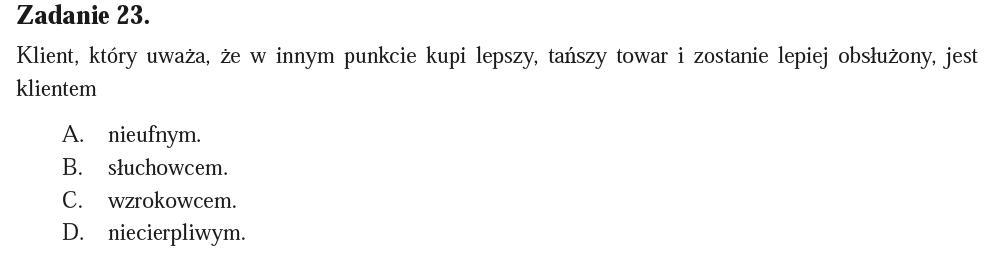 Zadanie 23.
Klient, który uważa, że w innym punkcie kupi lepszy, tańszy towar i zostanie lepiej obsłużony, jest
klientem
A. nieufnym.
B. słuchowcem.
C. wzrokowcem.
D. niecierpliwym.